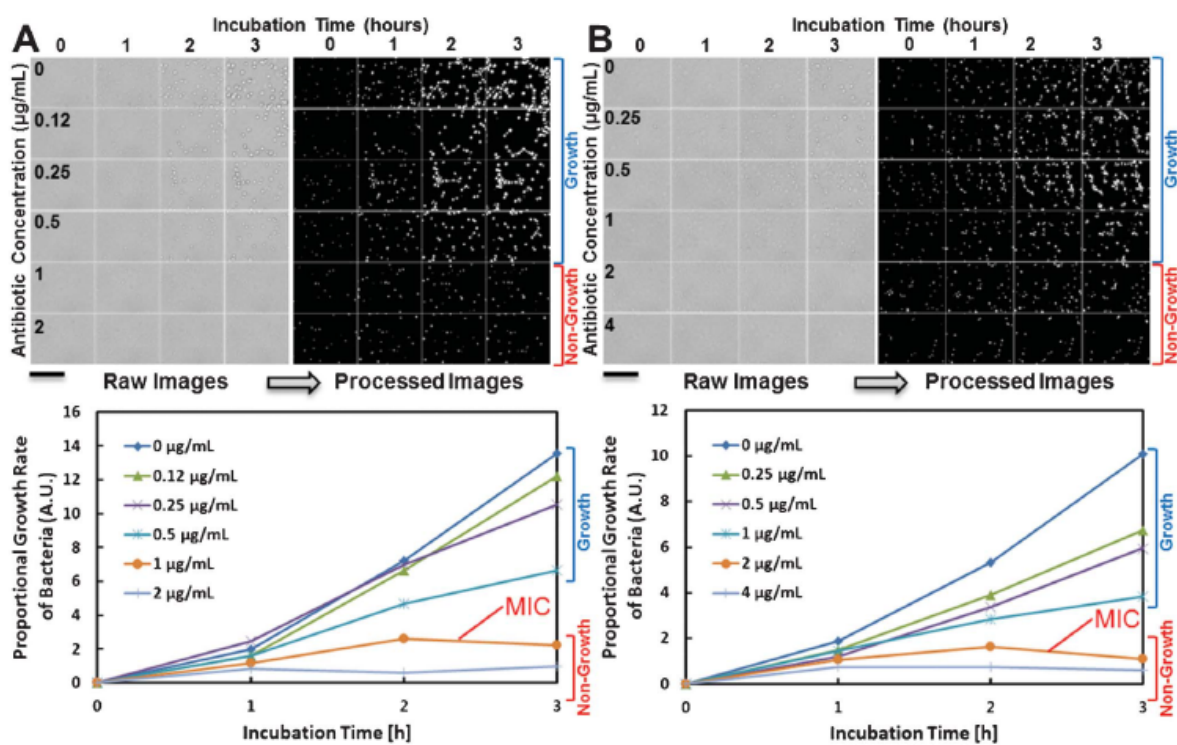 A
Incubation Time (hours)
0 1 2 3 0 1 2 3
Antibiotic Concentration (µg/mL)
0
0.12
0.25
0.5
1
2
Growth
Non-Growth
Raw Images Processed Images
Proportional Growth Rate
of Bacteria (A.U.)
16
14
12
10
8
6
4
2
0
0 µg/mL
0.12 µg/mL
0.25 µg/mL
0.5 µg/mL
1 µg/mL
2 µg/mL
MIC
Growth
Non-Growth
0 1 2 3
Incubation Time [h]
B
Incubation Time (hours)
0 1 2 3 0 1 2 3
Antibiotic Concentration (µg/mL)
0
0.25
0.5
1
2
4
Growth
Non-Growth
Raw Images Processed Images
Proportional Growth Rate
of Bacteria (A.U.)
12
10
8
6
4
2
0
0 µg/mL
0.25 µg/mL
0.5 µg/mL
1 µg/mL
2 µg/mL
4 µg/mL
MIC
Growth
Non-Growth
0 1 2 3
Incubation Time [h]